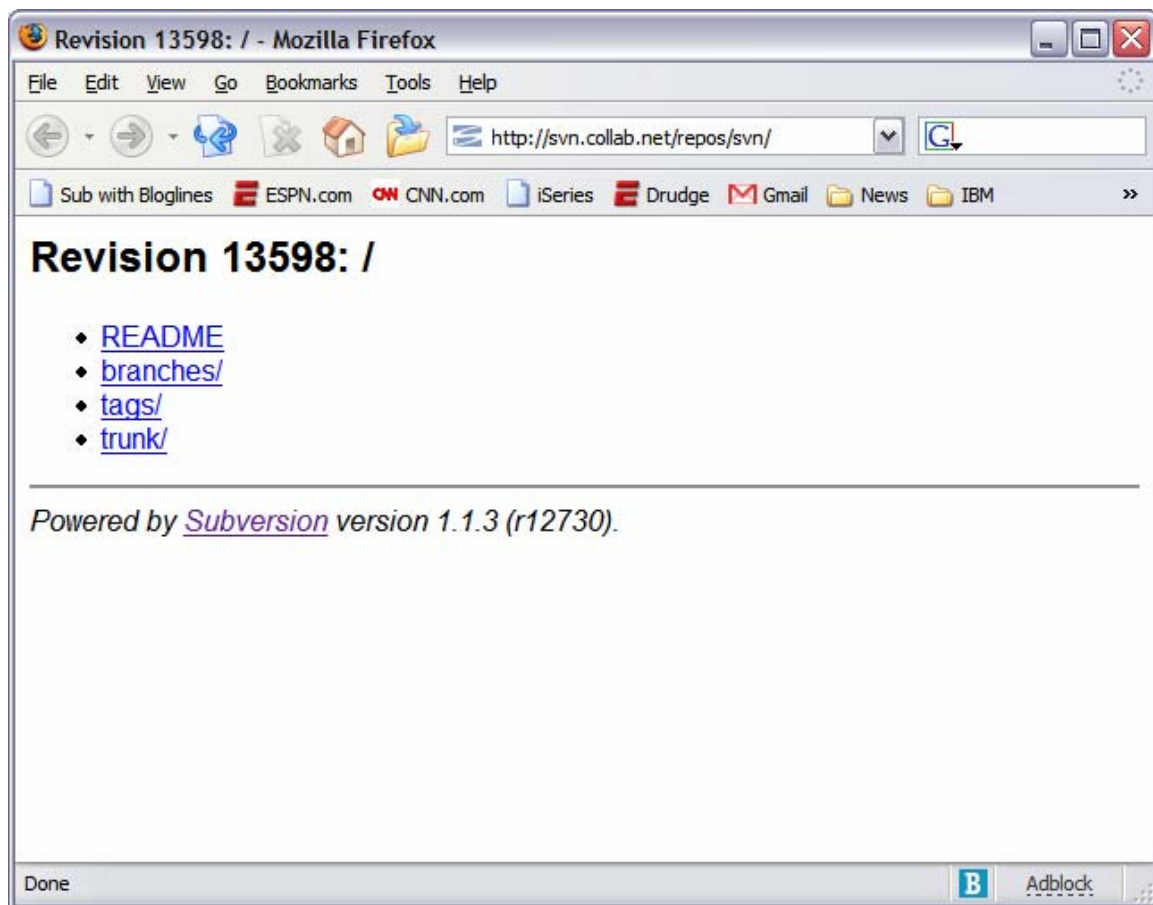 Revision 13598: / - Mozilla Firefox
File Edit View Go Bookmarks Tools Help
http://svn.collab.net/repos/svn/ G
Sub with Bloglines ESPN.com CNN CNN.com iSeries Drudge Gmail News IBM »
Revision 13598: /
• README
• branches/
• tags/
• trunk/
Powered by Subversion version 1.1.3 (r12730).
Done B Adblock